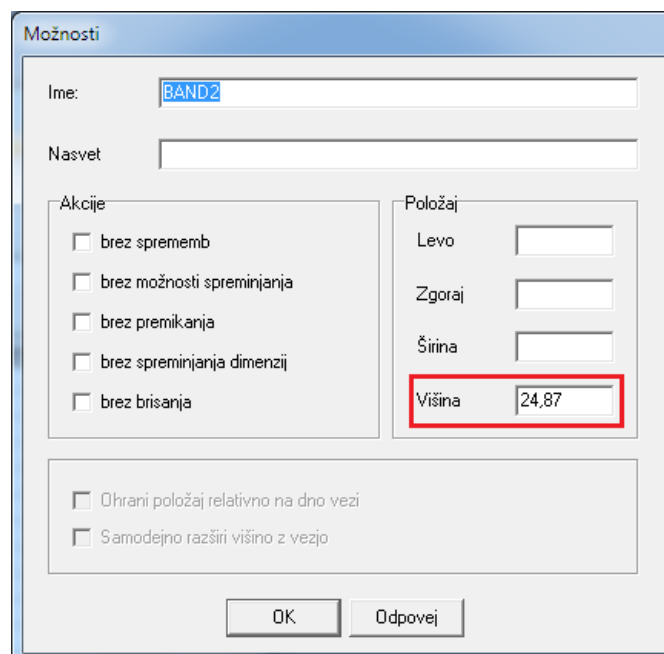 Možnosti
Ime: BAND2
Nasvet
Akcije
brez sprememb
brez možnosti spreminjanja
brez premikanja
brez spreminjanja dimenzij
brez brisanja
Položaj
Levo
Zgoraj
Širina
Višina 24,87
Ohrani položaj relativno na dno vezi
Samodejno razširi višino z vezjo
OK Odpovej